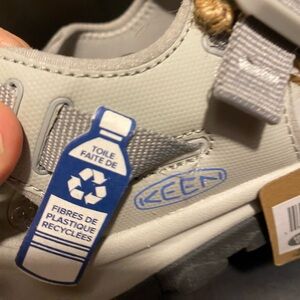 TOILE
FAITE DE
FIBRES DE
PLASTIQUE
RECYCLÉES
KEEN